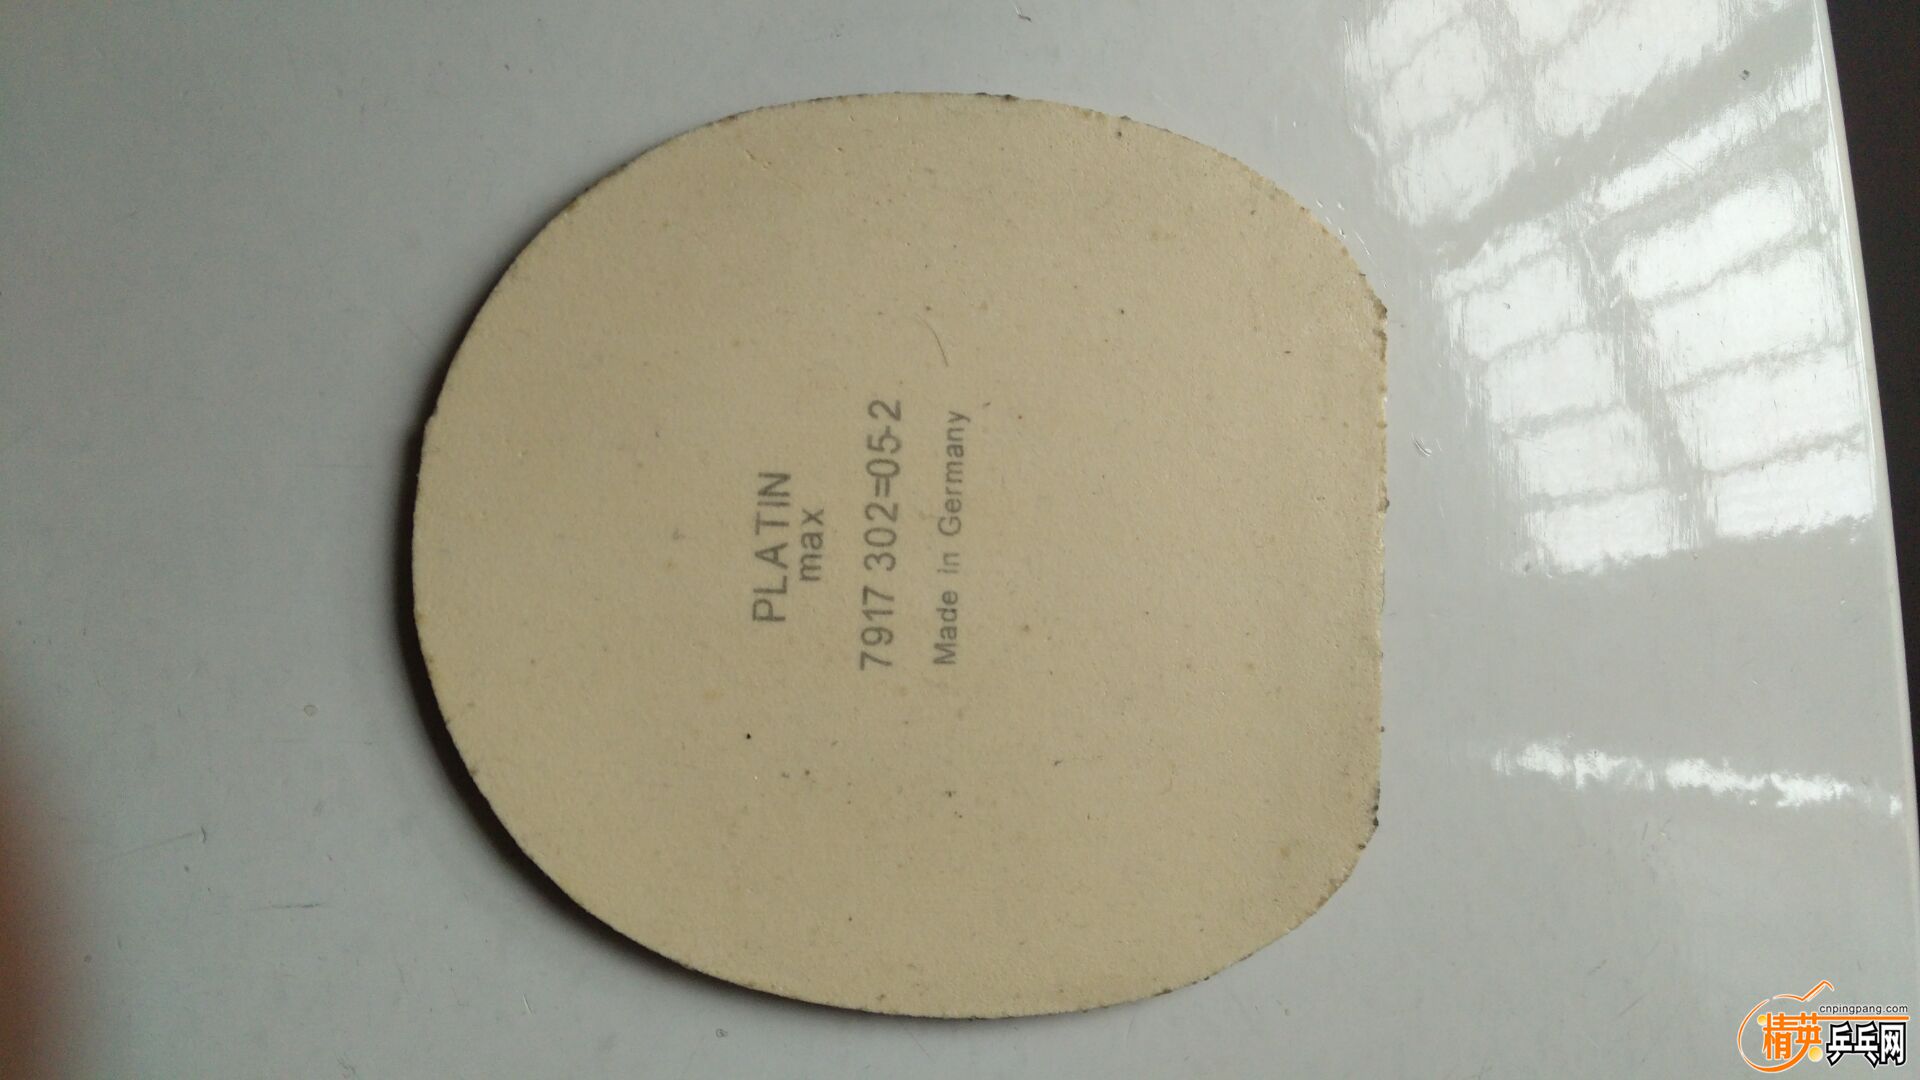 PLATIN
max
7917 302=05-2
Made in Germany
cnpingpang.com
精英乒乓网